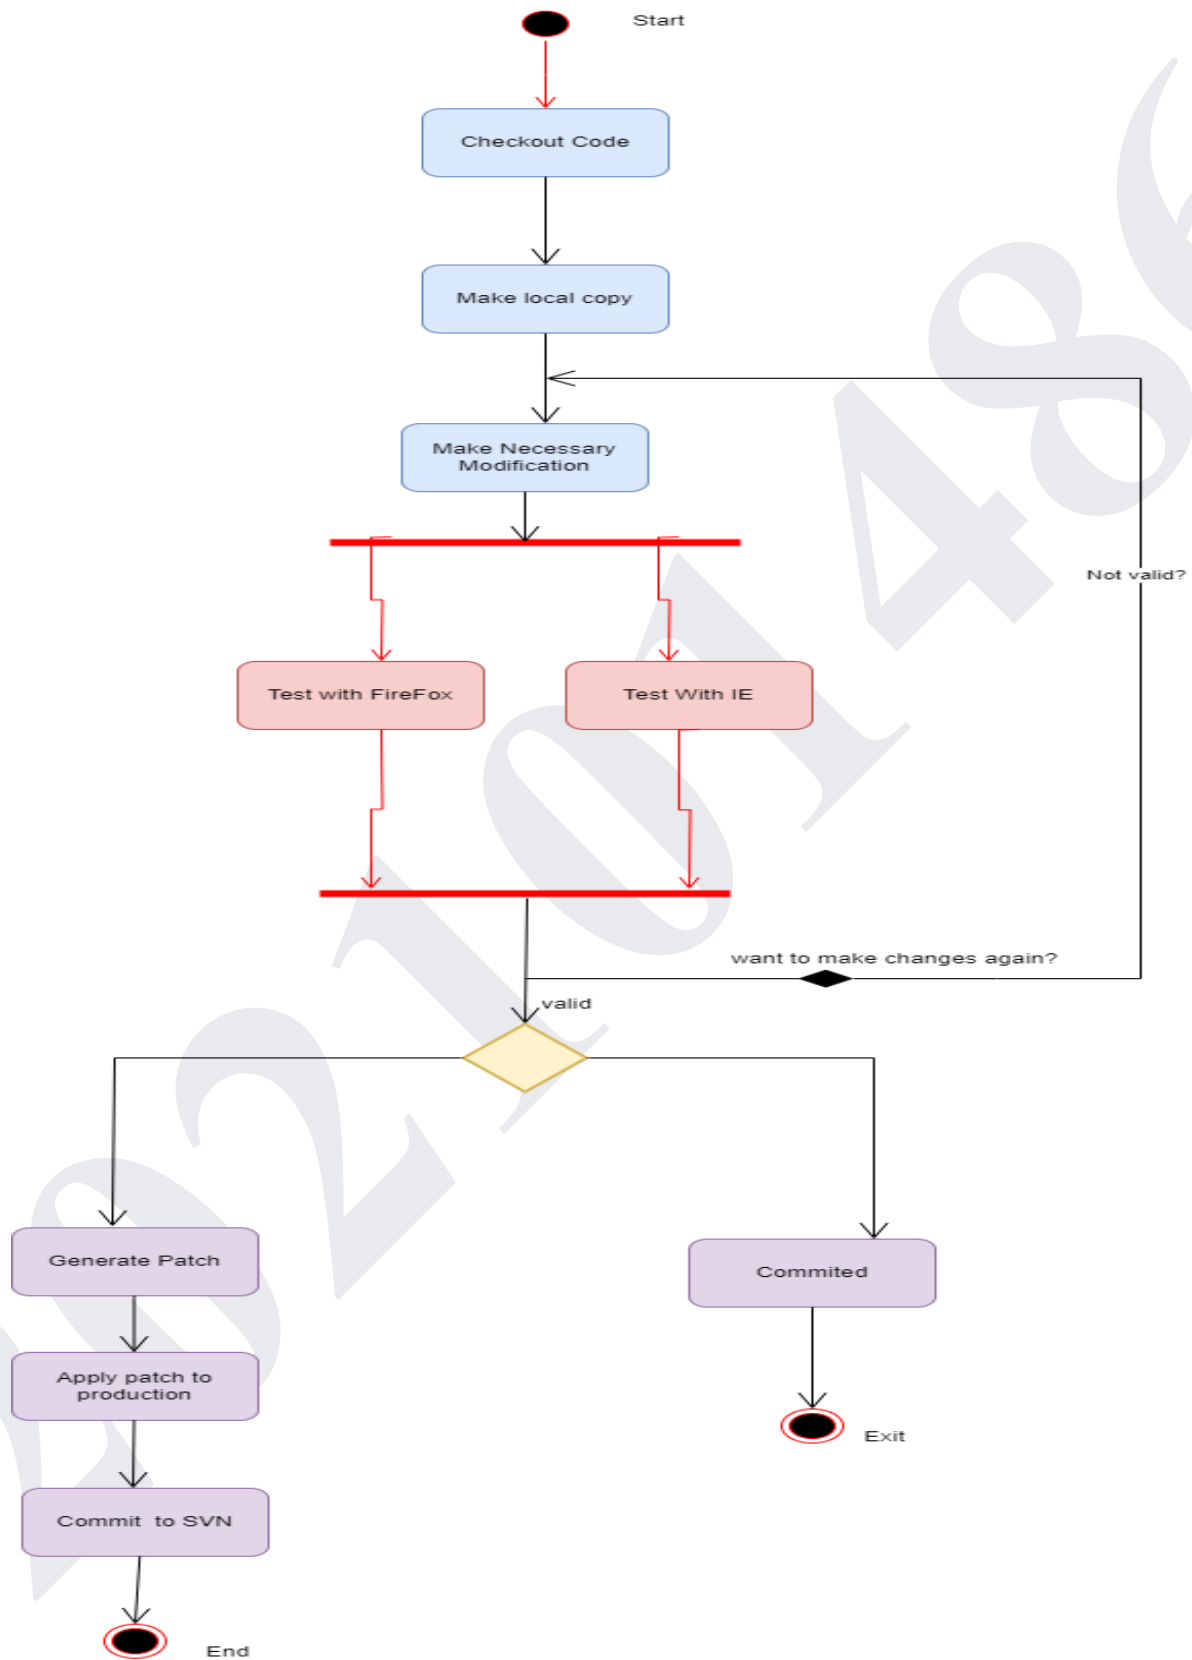 Start
Checkout Code
Make local copy
Make Necessary
Modification
Not valid?
Test with FireFox
Test With IE
want to make changes again?
valid
Generate Patch
Commited
Apply patch to
production
Exit
Commit  to SVN
End
202101486